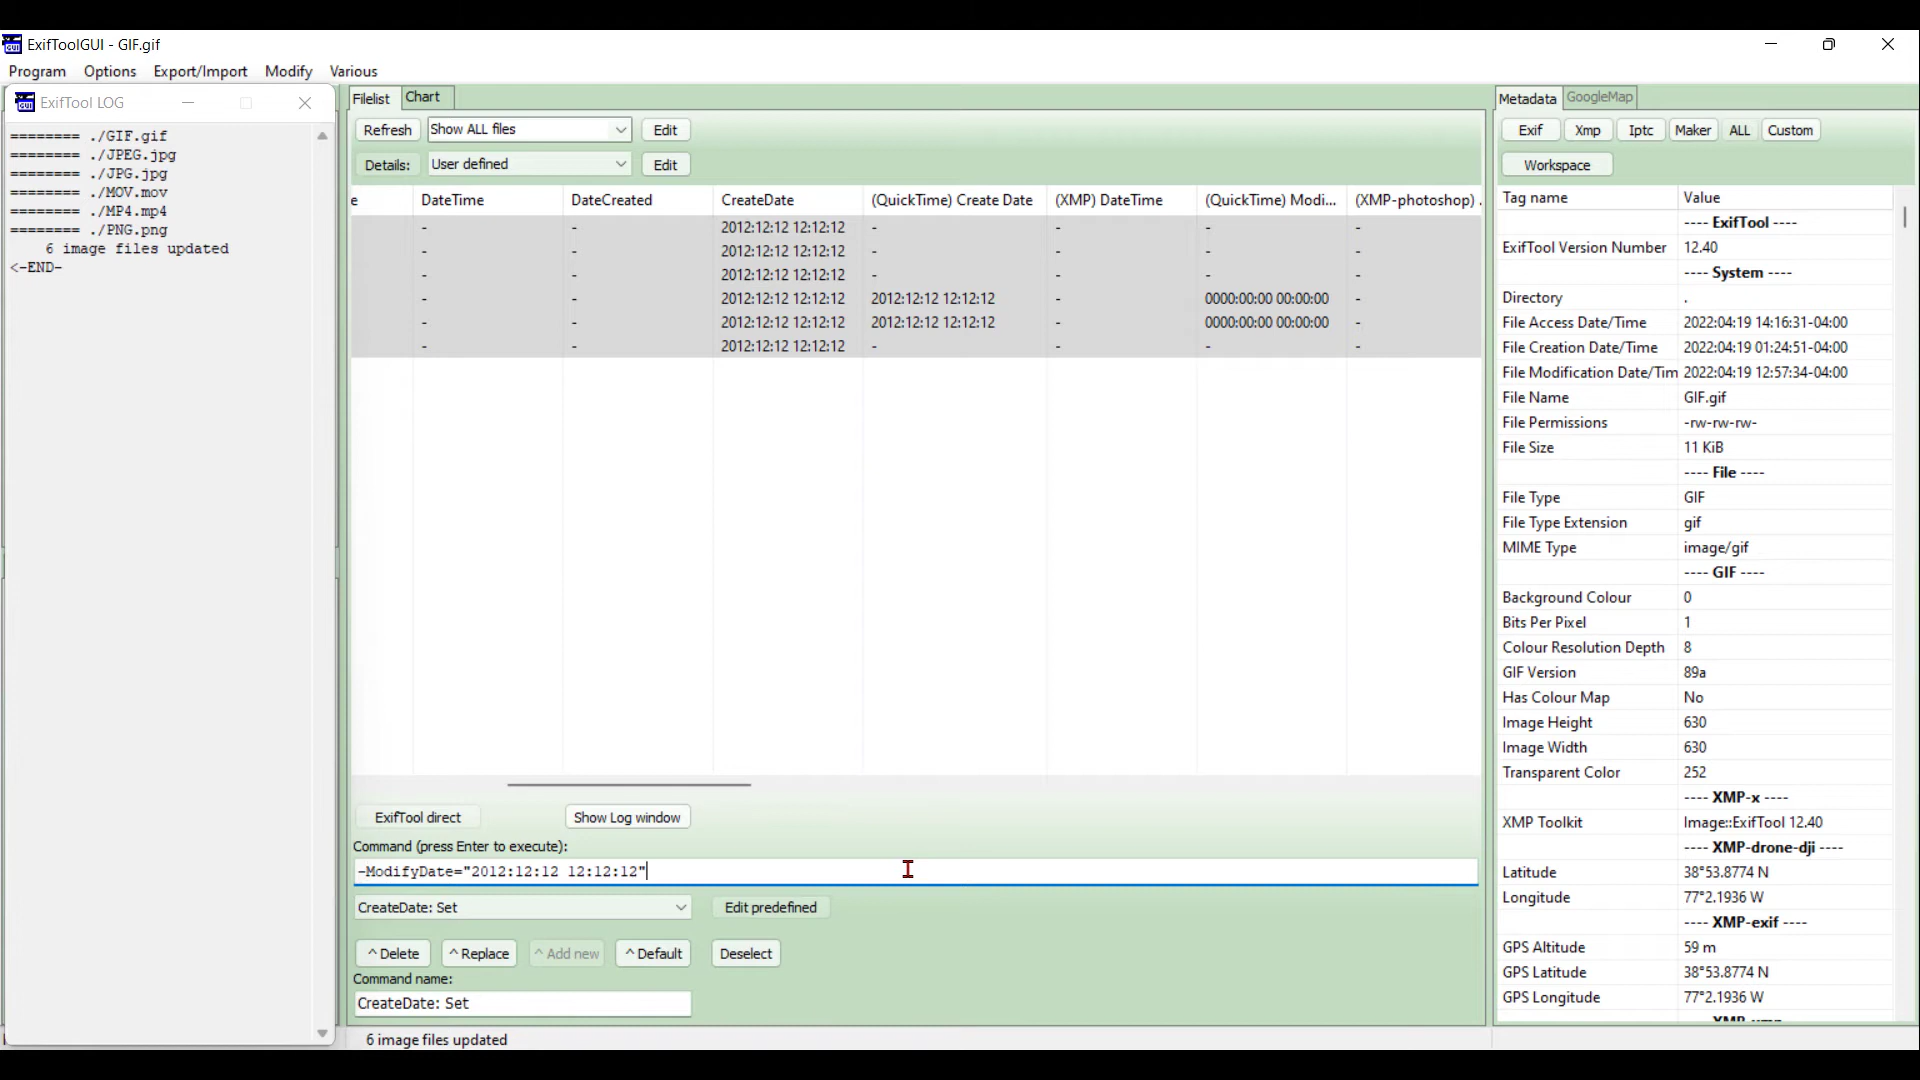 ExifToolGUI - GIF.gif
Program Options Export/Import Modify Various
ExifTool LOG
======== ./GIF.gif
======== ./JPEG.jpg
======== ./JPG.jpg
======== ./MOV.mov
======== ./MP4.mp4
======== ./PNG.png
6 image files updated
<-END-
Filelist Chart
Refresh Show ALL files Edit
Details: User defined Edit
e DateTime DateCreated CreateDate (QuickTime) Create Date (XMP) DateTime (QuickTime) Modi... (XMP-photoshop) .
- - 2012:12:12 12:12:12 - - - -
- - 2012:12:12 12:12:12 - - - -
- - 2012:12:12 12:12:12 - - - -
- - 2012:12:12 12:12:12 2012:12:12 12:12:12 - 0000:00:00 00:00:00 -
- - 2012:12:12 12:12:12 2012:12:12 12:12:12 - 0000:00:00 00:00:00 -
- - 2012:12:12 12:12:12 - - - -
ExifTool direct Show Log window
Command (press Enter to execute):
-ModifyDate="2012:12:12 12:12:12"
CreateDate: Set Edit predefined
^ Delete ^ Replace ^ Add new ^ Default Deselect
Command name:
CreateDate: Set
6 image files updated
Metadata GoogleMap
Exif Xmp Iptc Maker ALL Custom
Workspace
Tag name Value
---- ExifTool ----
ExifTool Version Number 12.40
---- System ----
Directory .
File Access Date/Time 2022:04:19 14:16:31-04:00
File Creation Date/Time 2022:04:19 01:24:51-04:00
File Modification Date/Tim 2022:04:19 12:57:34-04:00
File Name GIF.gif
File Permissions -rw-rw-rw-
File Size 11 KiB
---- File ----
File Type GIF
File Type Extension gif
MIME Type image/gif
---- GIF ----
Background Colour 0
Bits Per Pixel 1
Colour Resolution Depth 8
GIF Version 89a
Has Colour Map No
Image Height 630
Image Width 630
Transparent Color 252
---- XMP-x ----
XMP Toolkit Image::ExifTool 12.40
---- XMP-drone-dji ----
Latitude 38°53.8774 N
Longitude 77°2.1936 W
---- XMP-exif ----
GPS Altitude 59 m
GPS Latitude 38°53.8774 N
GPS Longitude 77°2.1936 W